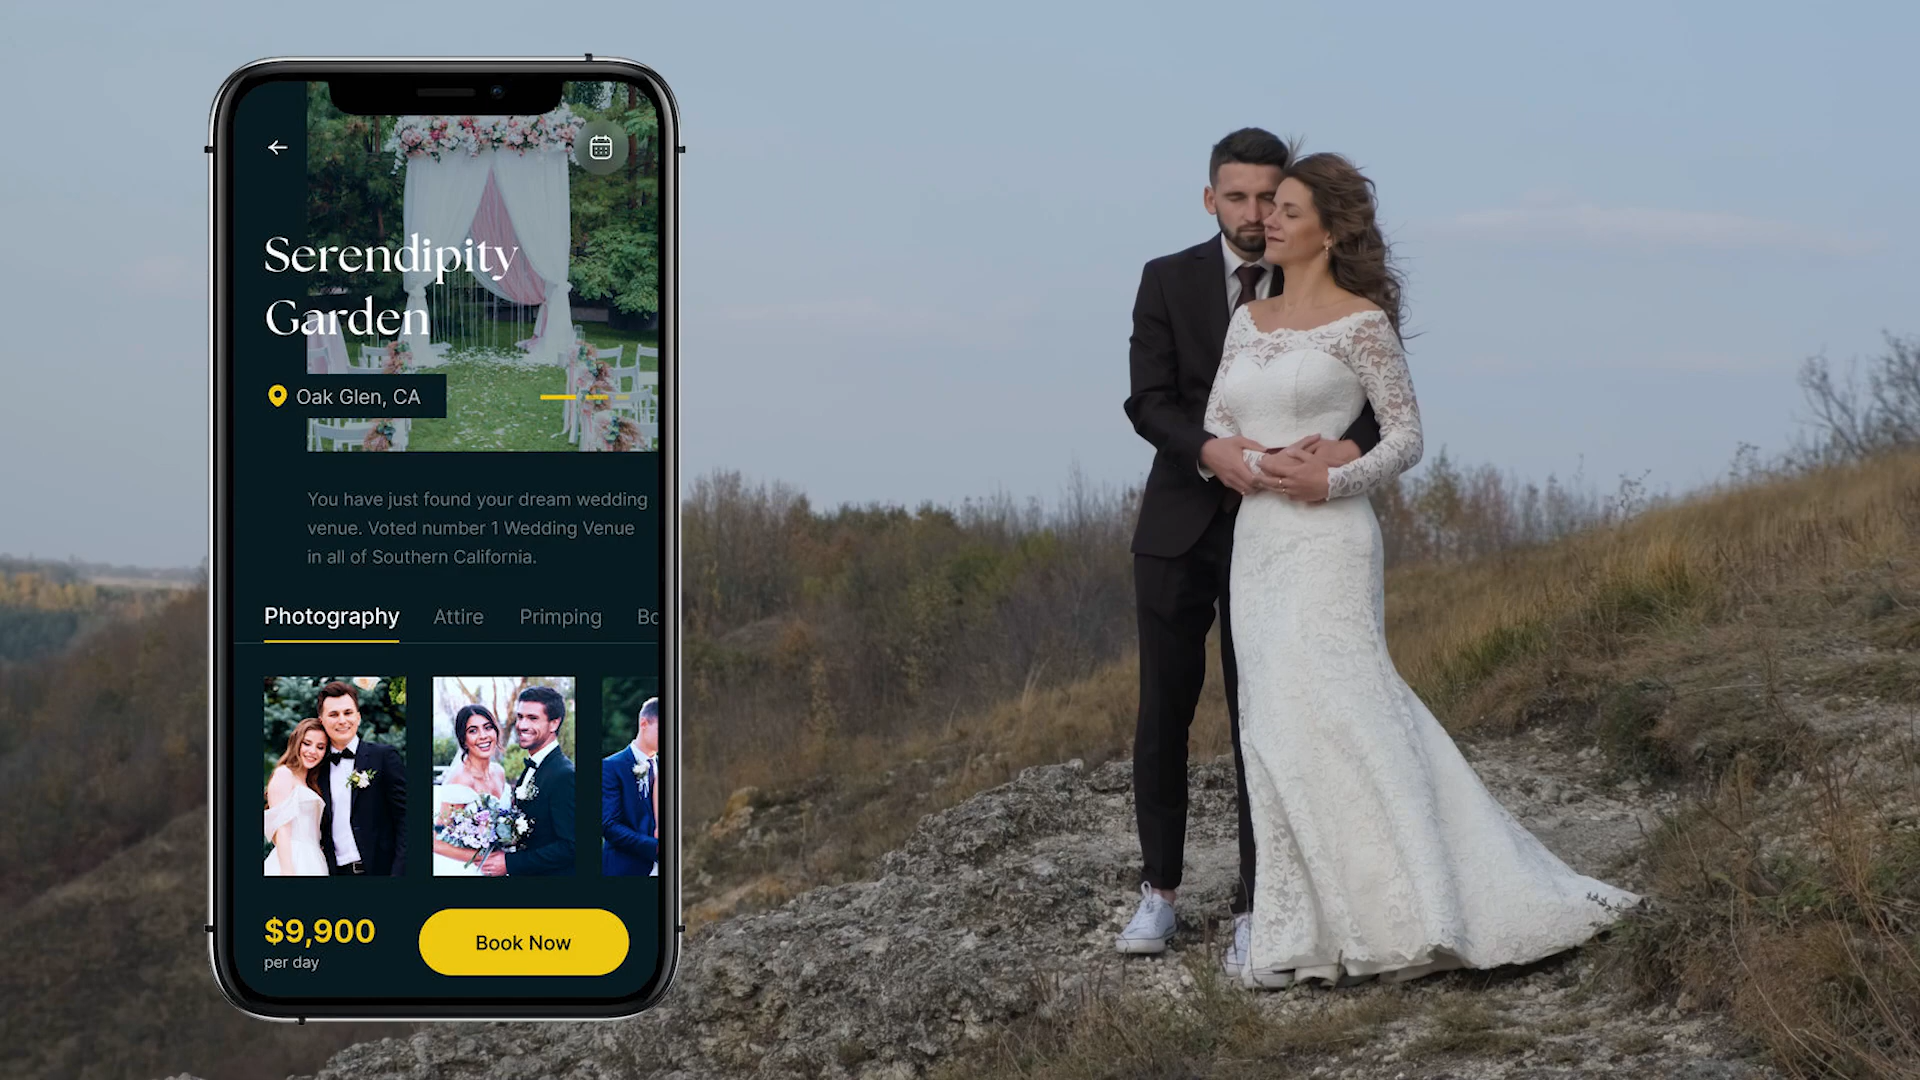 Serendipity
Garden
Oak Glen, CA
You have just found your dream wedding
venue. Voted number 1 Wedding Venue
in all of Southern California.
Photography Attire Primping
$9,900
per day
Book Now